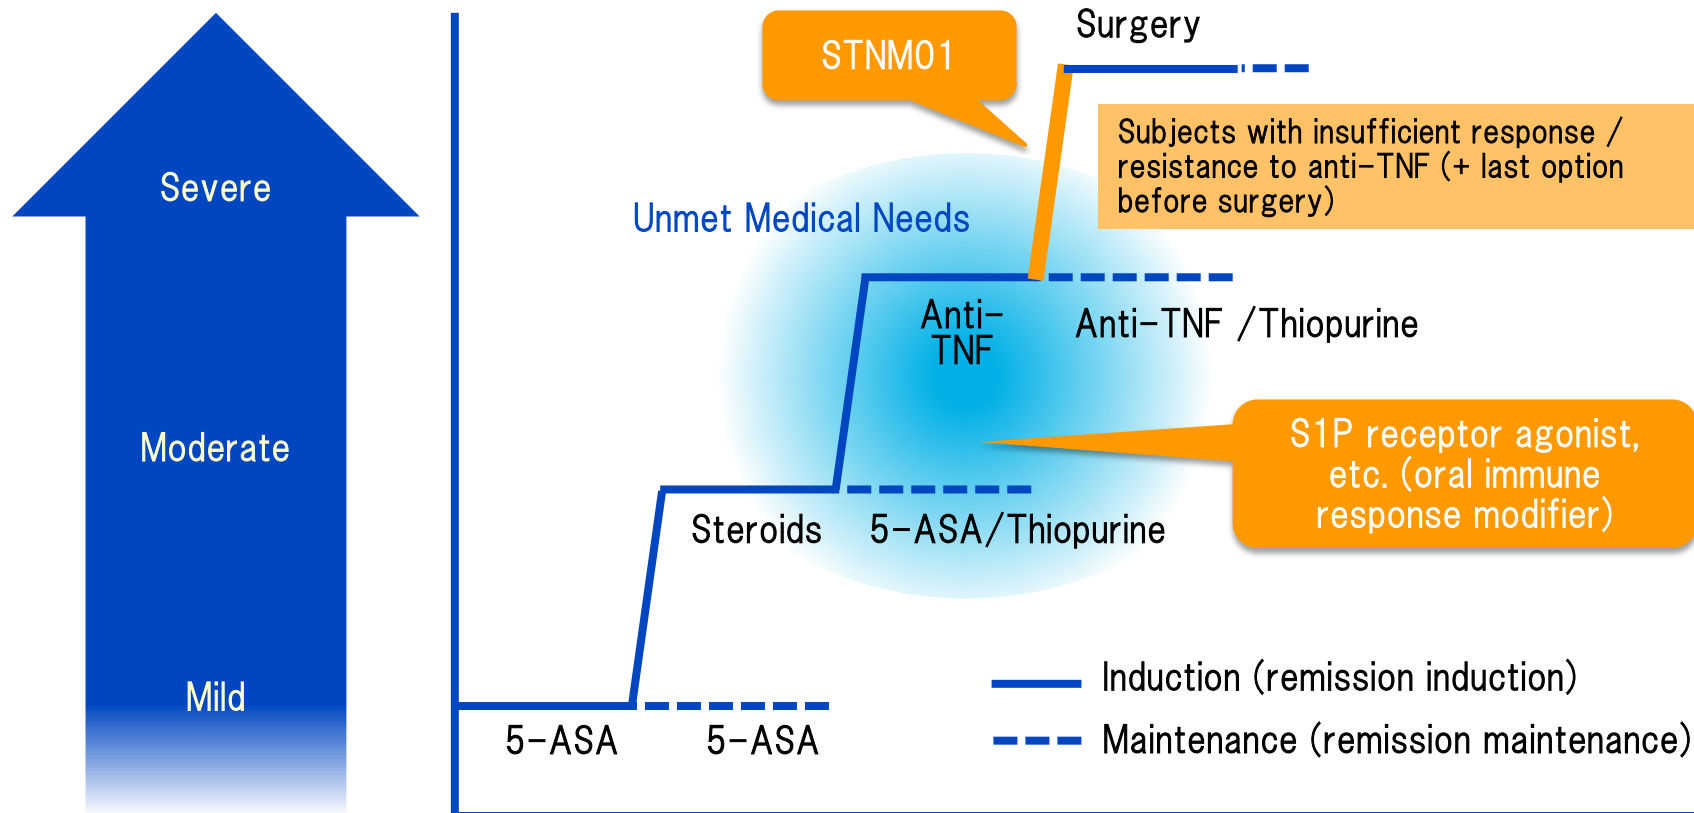 Surgery
STNM01
Subjects with insufficient response /
resistance to anti-TNF (+ last option
before surgery)
Severe
Unmet Medical Needs
Anti-
TNF
Anti-TNF /Thiopurine
Moderate
S1P receptor agonist,
etc. (oral immune
response modifier)
Steroids
5-ASA/Thiopurine
Mild
5-ASA
5-ASA
Induction (remission induction)
Maintenance (remission maintenance)